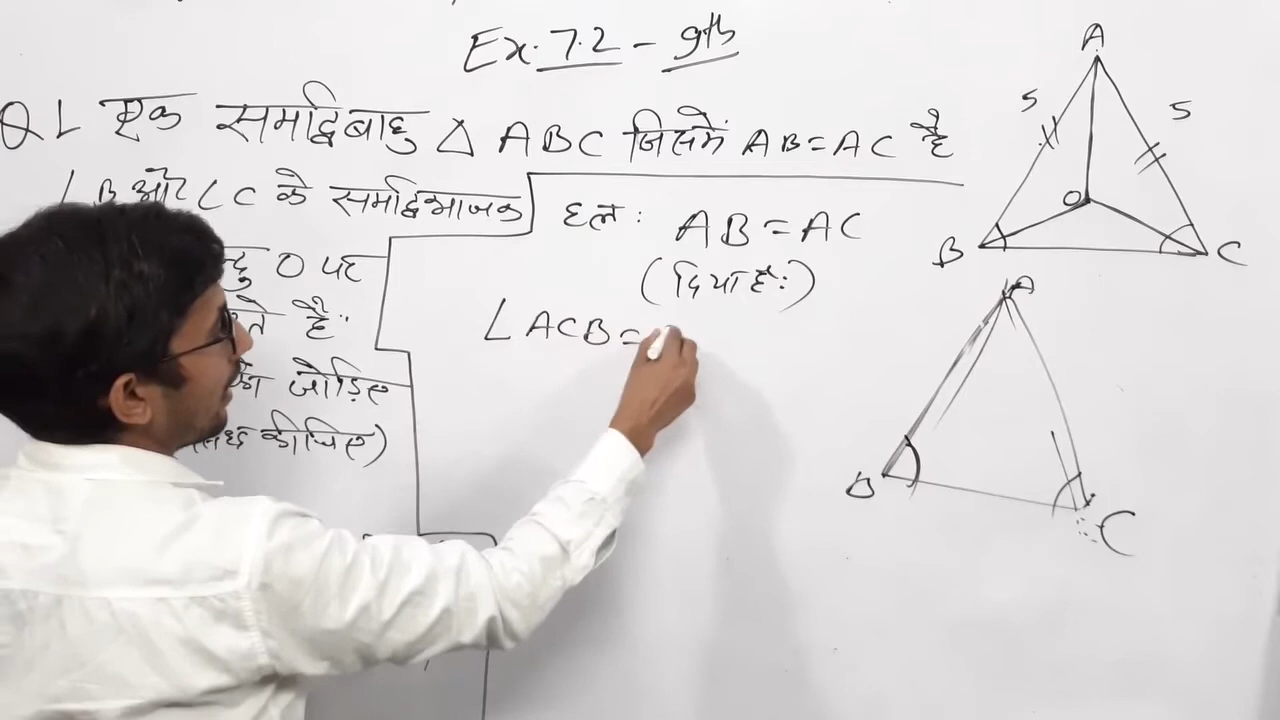 Ex. 7.2 - 9th
Q1. एक समद्विबाहु △ ABC जिसमें AB = AC है
∠B और ∠C के समद्विभाजक
O पर
है:
जोड़िए
कीजिए)
हल: AB = AC
(दिया है:)
∠ACB =
A
5
5
O
B
C
A
B
C